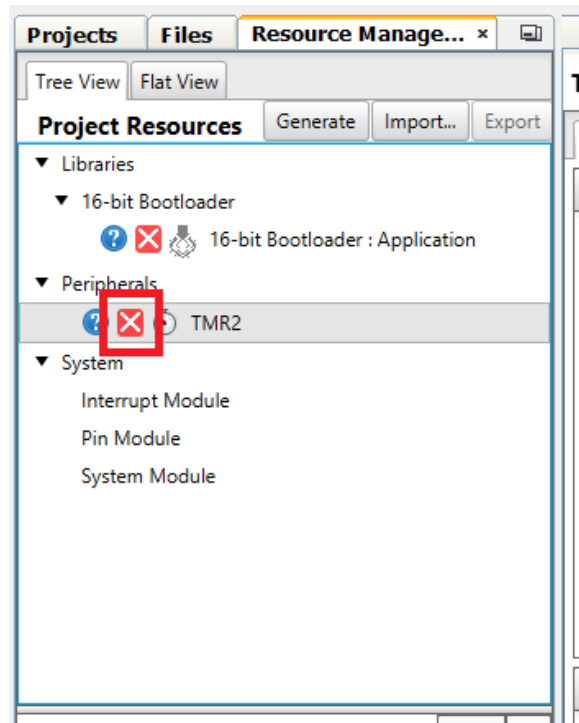 Projects Files Resource Manage... ×
Tree View Flat View
Project Resources Generate Import... Export
▼ Libraries
▼ 16-bit Bootloader
? 16-bit Bootloader : Application
▼ Peripherals
? TMR2
▼ System
Interrupt Module
Pin Module
System Module